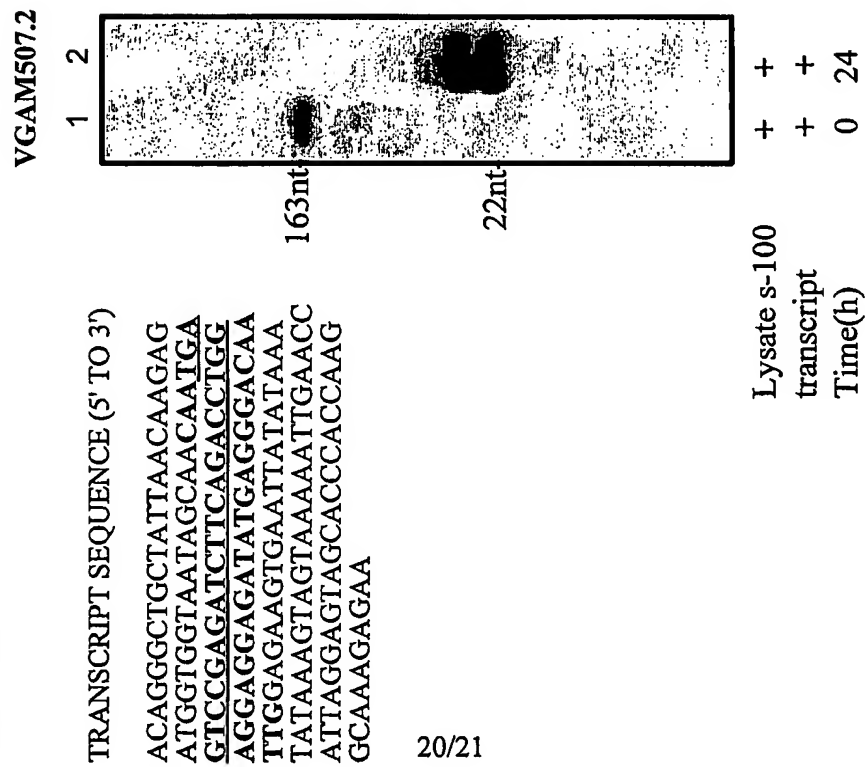 VGAM507.2
1 2
163nt
22nt
Lysate s-100 + +
transcript + +
Time(h) 0 24
TRANSCRIPT SEQUENCE (5' TO 3')
ACAGGGCTGCTATTAACAAGAG
ATGGTGGTAATAGCAACAATGA
GTCCGAGATCTTCAGACCTGG
AGGAGGAGATATGAGGGACAA
TTGGAGAAGTGAATTATATAAA
TATAAAGTAGTAAAAATTGAACC
ATTAGGAGTAGCACCCACCAAG
GCAAAGAGAA
20/21